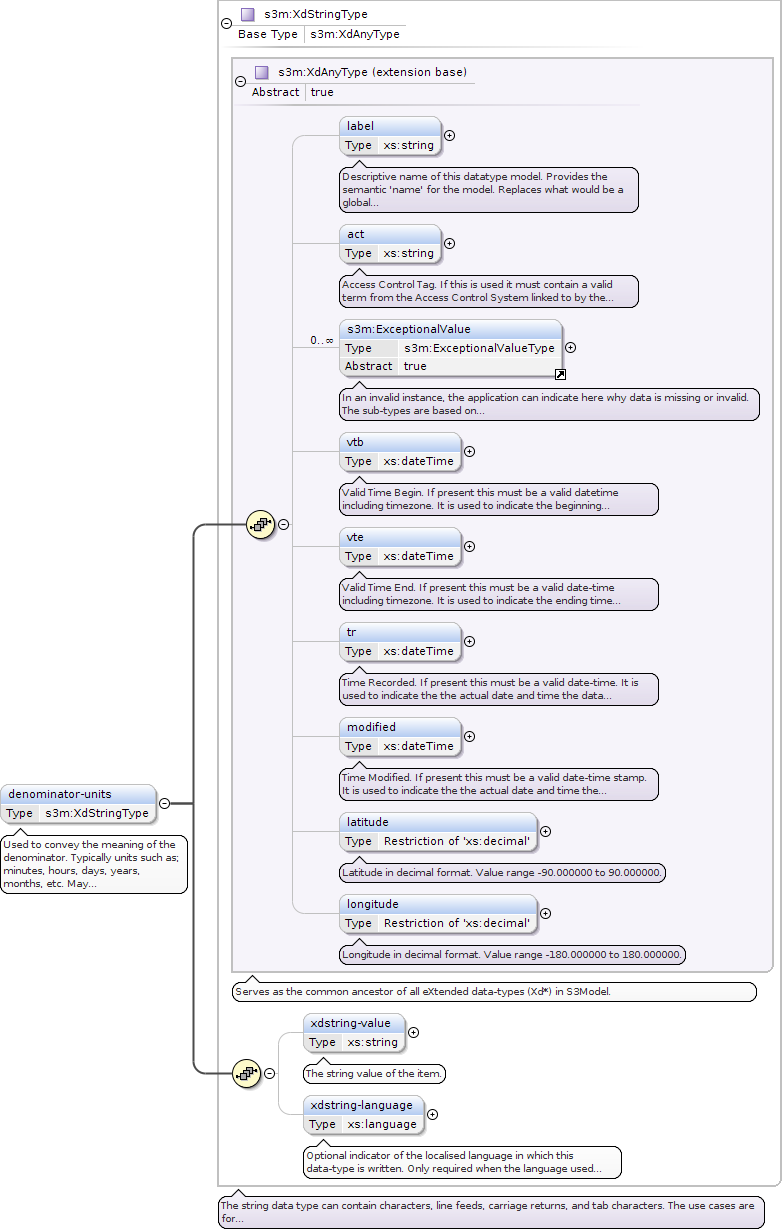 s3m:XdStringType
Base Type s3m:XdAnyType
s3m:XdAnyType (extension base)
Abstract true
label
Type xs:string
Descriptive name of this datatype model. Provides the
semantic 'name' for the model. Replaces what would be a
global...
act
Type xs:string
Access Control Tag. If this is used it must contain a valid
term from the Access Control System linked to by the...
0..∞
s3m:ExceptionalValue
Type s3m:ExceptionalValueType
Abstract true
In an invalid instance, the application can indicate here why data is missing or invalid.
The sub-types are based on...
vtb
Type xs:dateTime
Valid Time Begin. If present this must be a valid datetime
including timezone. It is used to indicate the beginning...
vte
Type xs:dateTime
Valid Time End. If present this must be a valid date-time
including timezone. It is used to indicate the ending time...
tr
Type xs:dateTime
Time Recorded. If present this must be a valid date-time. It is
used to indicate the the actual date and time the data...
modified
Type xs:dateTime
Time Modified. If present this must be a valid date-time stamp.
It is used to indicate the the actual date and time the...
denominator-units
Type s3m:XdStringType
Used to convey the meaning of the
denominator. Typically units such as;
minutes, hours, days, years,
months, etc. May...
latitude
Type Restriction of 'xs:decimal'
Latitude in decimal format. Value range -90.000000 to 90.000000.
longitude
Type Restriction of 'xs:decimal'
Longitude in decimal format. Value range -180.000000 to 180.000000.
Serves as the common ancestor of all eXtended data-types (Xd*) in S3Model.
xdstring-value
Type xs:string
The string value of the item.
xdstring-language
Type xs:language
Optional indicator of the localised language in which this
data-type is written. Only required when the language used...
The string data type can contain characters, line feeds, carriage returns, and tab characters. The use cases are
for...